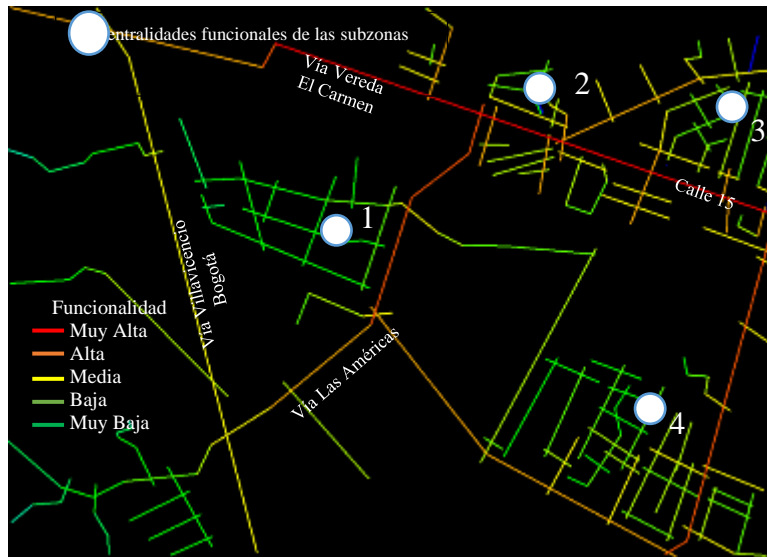 entralidades funcionales de las subzonas
Vía Vereda
El Carmen
2
3
Calle 15
1
Vía Villavicencio
Bogotá
Funcionalidad
Muy Alta
Alta
Media
Baja
Muy Baja
Vía Las Américas
4